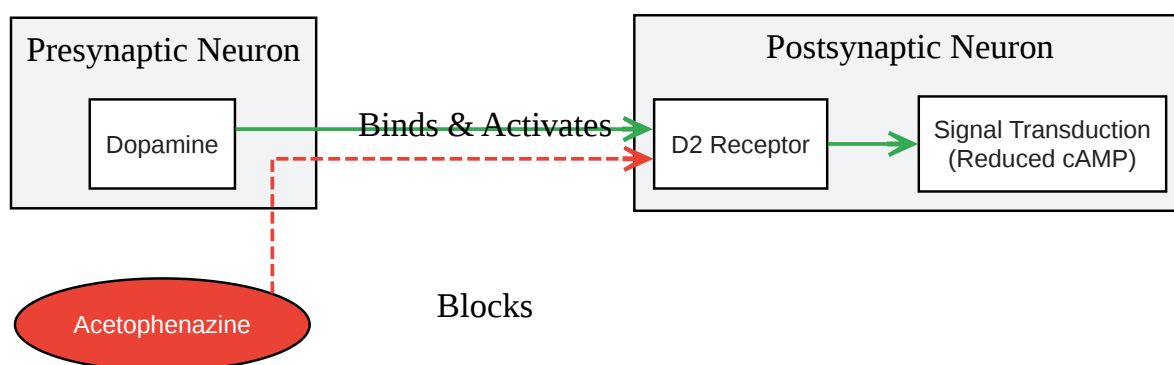 Presynaptic Neuron
Postsynaptic Neuron
Dopamine
Binds & Activates
D2 Receptor
Signal Transduction
(Reduced cAMP)
Blocks
Acetophenazine